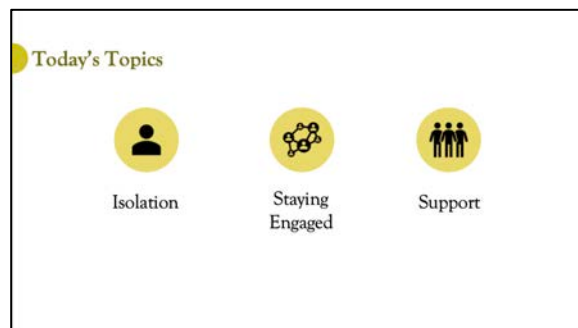 Today's Topics
Isolation
Staying
Engaged
Support